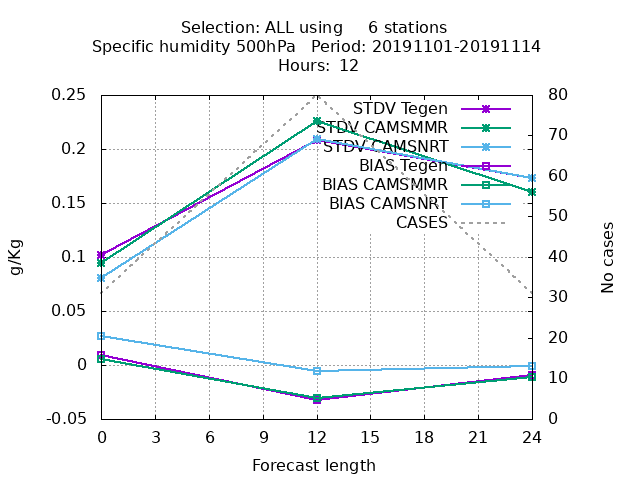 Selection: ALL using     6 stations
Specific humidity 500hPa   Period: 20191101-20191114
Hours:  12
0.25
0.2
0.15
0.1
0.05
0
-0.05
g/Kg
STDV Tegen
STDV CAMSMMR
STDV CAMSNRT
BIAS Tegen
BIAS CAMSMMR
BIAS CAMSNRT
CASES
80
70
60
50
40
30
20
10
0
No cases
0 3 6 9 12 15 18 21 24
Forecast length